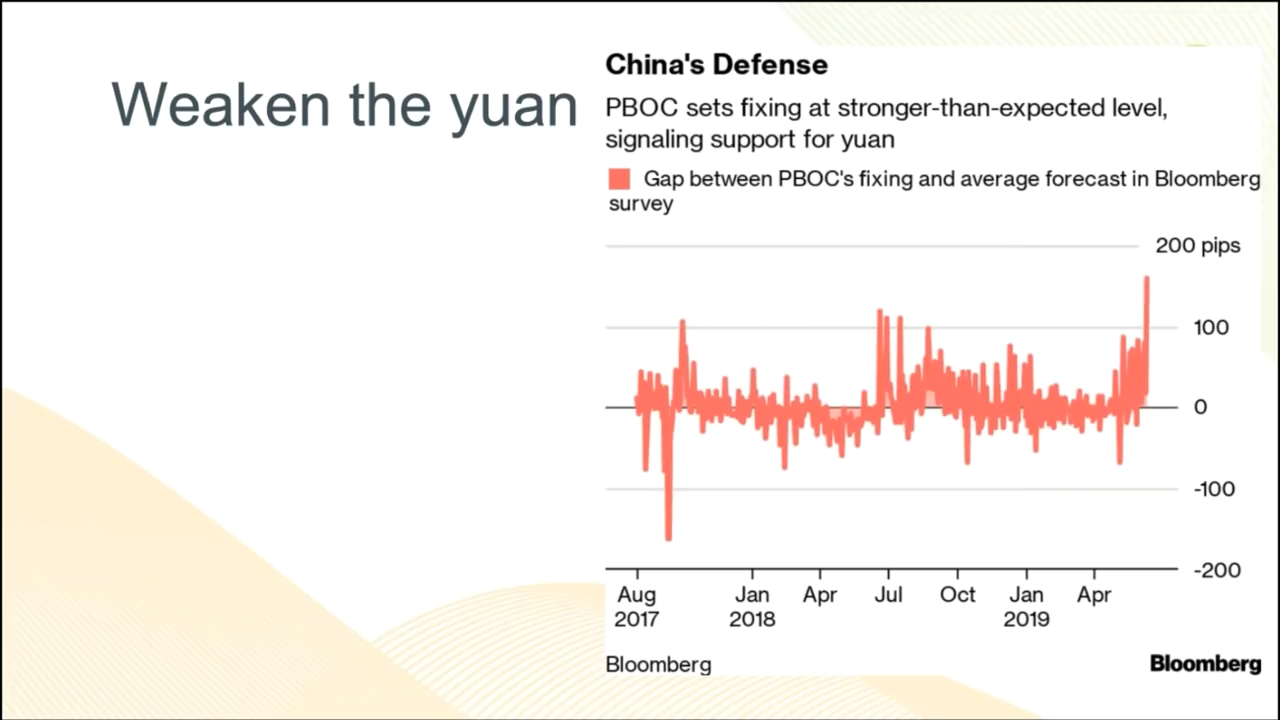 Weaken the yuan
China's Defense
PBOC sets fixing at stronger-than-expected level,
signaling support for yuan
Gap between PBOC's fixing and average forecast in Bloomberg
survey
200 pips
100
0
-100
-200
Aug Jan Apr Jul Oct Jan Apr
2017 2018 2019
Bloomberg Bloomberg